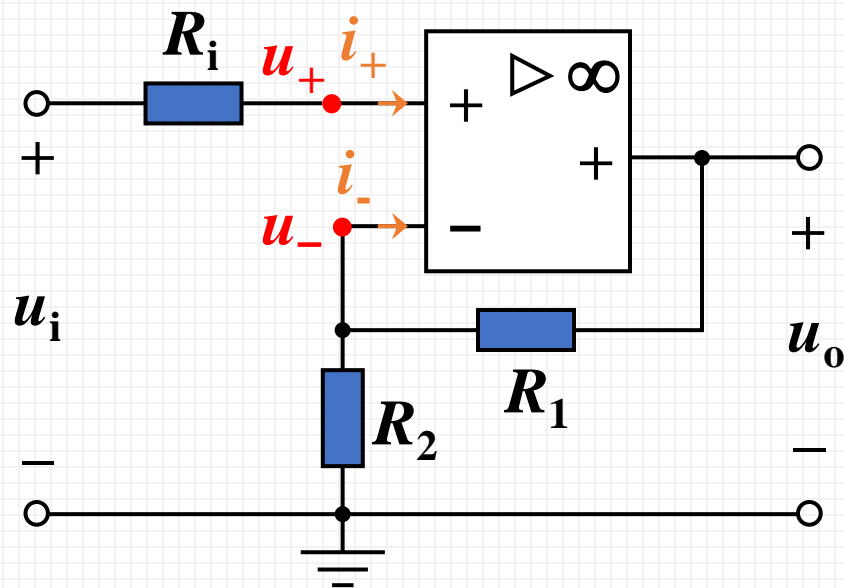 Rᵢ
u₊
i₊
▷ ∞
+
+
+
i₋
u₋
−
+
uᵢ
uₒ
R₁
R₂
−
−